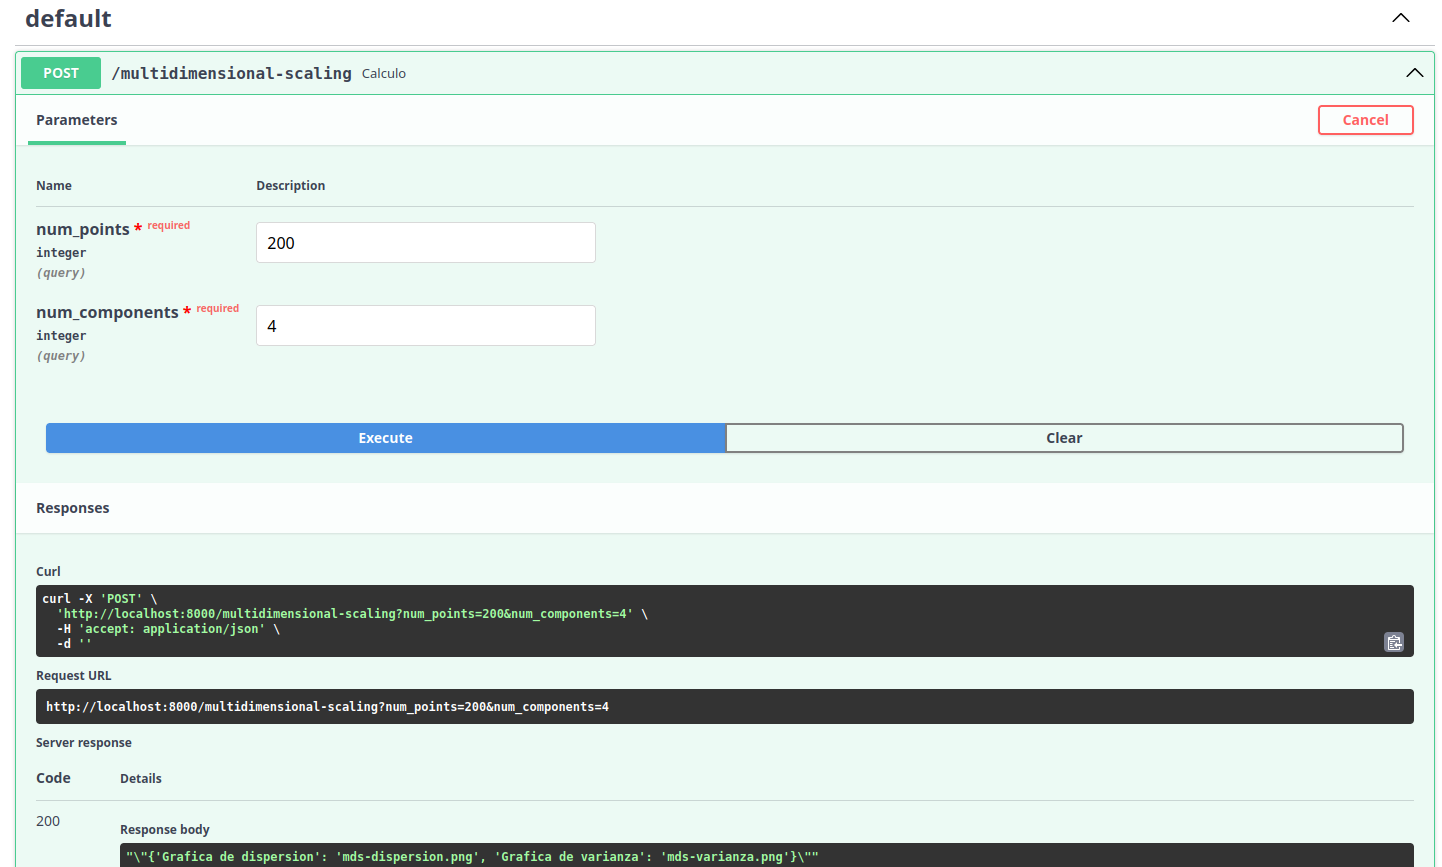 default
POST /multidimensional-scaling Calculo
Parameters Cancel
Name Description
num_points * required
integer
(query)
200
num_components * required
integer
(query)
4
Execute Clear
Responses
Curl
curl -X 'POST' \
  'http://localhost:8000/multidimensional-scaling?num_points=200&num_components=4' \
  -H 'accept: application/json' \
  -d ''
Request URL
http://localhost:8000/multidimensional-scaling?num_points=200&num_components=4
Server response
Code Details
200
Response body
"\"{'Grafica de dispersion': 'mds-dispersion.png', 'Grafica de varianza': 'mds-varianza.png'}\""